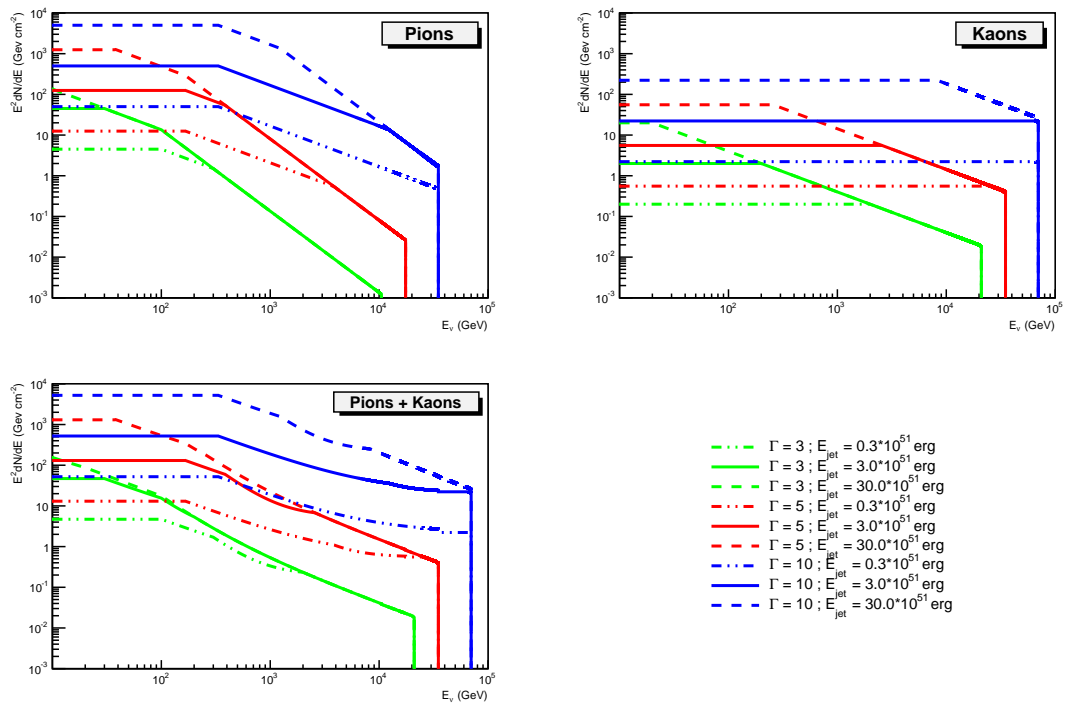 Pions
E²dN/dE (Gev cm⁻²)
10⁴
10³
10²
10
1
10⁻¹
10⁻²
10⁻³
10² 10³ 10⁴ 10⁵
E_ν (GeV)
Kaons
E²dN/dE (Gev cm⁻²)
10⁴
10³
10²
10
1
10⁻¹
10⁻²
10⁻³
10² 10³ 10⁴ 10⁵
E_ν (GeV)
Pions + Kaons
E²dN/dE (Gev cm⁻²)
10⁴
10³
10²
10
1
10⁻¹
10⁻²
10⁻³
10² 10³ 10⁴ 10⁵
E_ν (GeV)
Γ = 3 ; E_jet = 0.3*10⁵¹ erg
Γ = 3 ; E_jet = 3.0*10⁵¹ erg
Γ = 3 ; E_jet = 30.0*10⁵¹ erg
Γ = 5 ; E_jet = 0.3*10⁵¹ erg
Γ = 5 ; E_jet = 3.0*10⁵¹ erg
Γ = 5 ; E_jet = 30.0*10⁵¹ erg
Γ = 10 ; E_jet = 0.3*10⁵¹ erg
Γ = 10 ; E_jet = 3.0*10⁵¹ erg
Γ = 10 ; E_jet = 30.0*10⁵¹ erg